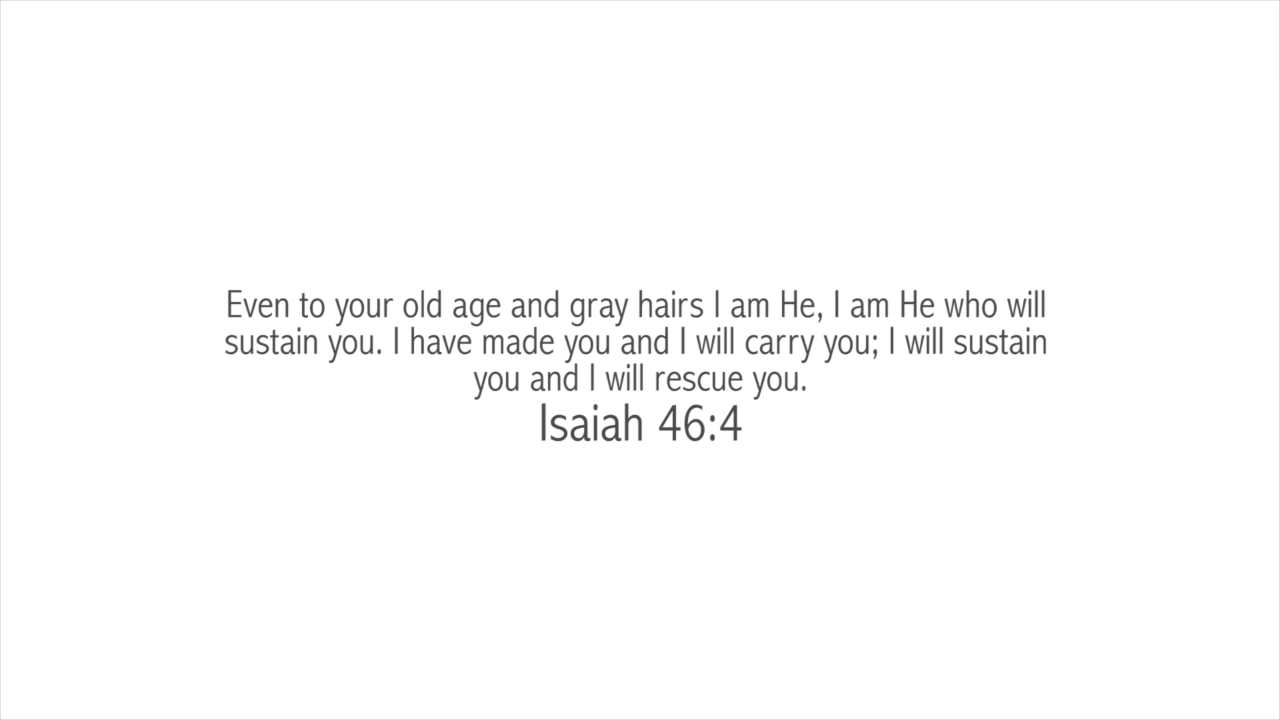 Even to your old age and gray hairs I am He, I am He who will
sustain you. I have made you and I will carry you; I will sustain
you and I will rescue you.
Isaiah 46:4